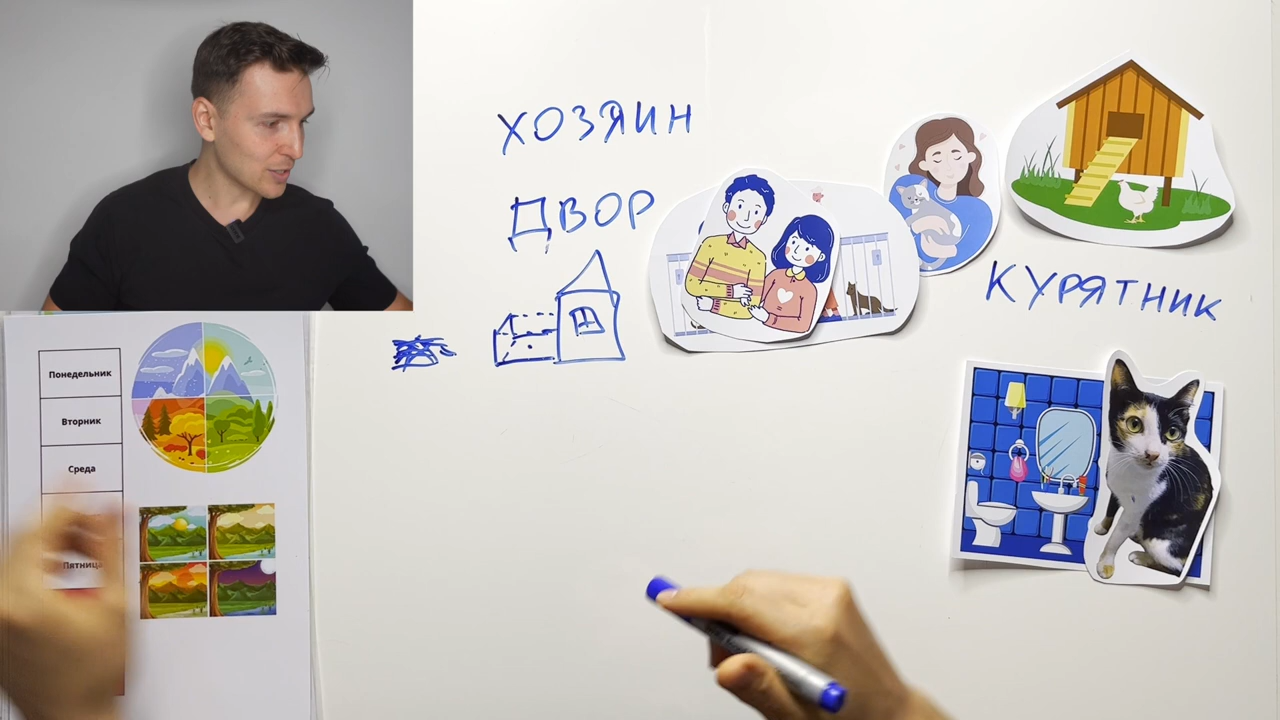 ХОЗЯИН
ДВОР
КУРЯТНИК
Понедельник
Вторник
Среда
Пятница